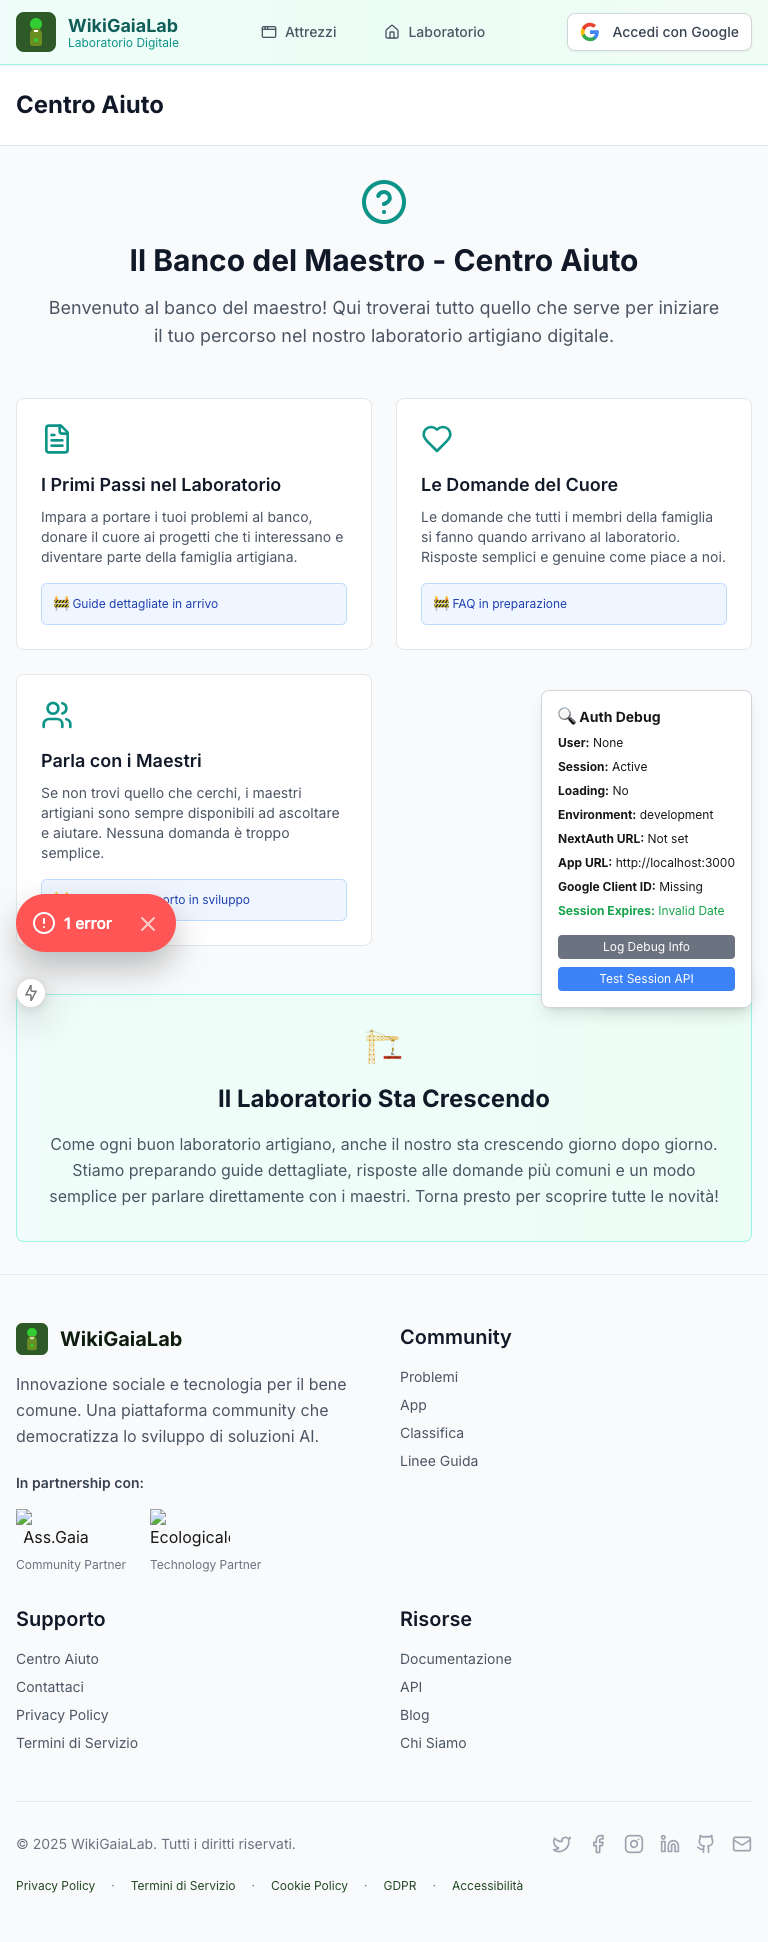 WikiGaiaLab
Laboratorio Digitale
Attrezzi
Laboratorio
Accedi con Google
Centro Aiuto
Il Banco del Maestro - Centro Aiuto
Benvenuto al banco del maestro! Qui troverai tutto quello che serve per iniziare
il tuo percorso nel nostro laboratorio artigiano digitale.
I Primi Passi nel Laboratorio
Impara a portare i tuoi problemi al banco,
donare il cuore ai progetti che ti interessano e
diventare parte della famiglia artigiana.
🚧 Guide dettagliate in arrivo
Le Domande del Cuore
Le domande che tutti i membri della famiglia
si fanno quando arrivano al laboratorio.
Risposte semplici e genuine come piace a noi.
🚧 FAQ in preparazione
Parla con i Maestri
Se non trovi quello che cerchi, i maestri
artigiani sono sempre disponibili ad ascoltare
e aiutare. Nessuna domanda è troppo
semplice.
orto in sviluppo
1 error
🔍 Auth Debug
User: None
Session: Active
Loading: No
Environment: development
NextAuth URL: Not set
App URL: http://localhost:3000
Google Client ID: Missing
Session Expires: Invalid Date
Log Debug Info
Test Session API
Il Laboratorio Sta Crescendo
Come ogni buon laboratorio artigiano, anche il nostro sta crescendo giorno dopo giorno.
Stiamo preparando guide dettagliate, risposte alle domande più comuni e un modo
semplice per parlare direttamente con i maestri. Torna presto per scoprire tutte le novità!
WikiGaiaLab
Innovazione sociale e tecnologia per il bene
comune. Una piattaforma community che
democratizza lo sviluppo di soluzioni AI.
In partnership con:
Ass.Gaia
Community Partner
Ecological
Technology Partner
Community
Problemi
App
Classifica
Linee Guida
Supporto
Centro Aiuto
Contattaci
Privacy Policy
Termini di Servizio
Risorse
Documentazione
API
Blog
Chi Siamo
© 2025 WikiGaiaLab. Tutti i diritti riservati.
Privacy Policy · Termini di Servizio · Cookie Policy · GDPR · Accessibilità